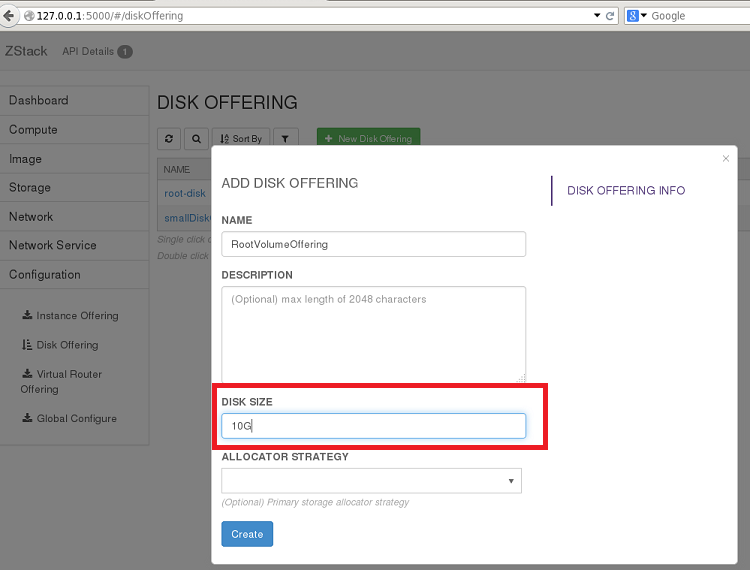 127.0.0.1:5000/#/diskOffering
Google
ZStack API Details 1
Dashboard
Compute
Image
Storage
Network
Network Service
Configuration
Instance Offering
Disk Offering
Virtual Router
Offering
Global Configure
DISK OFFERING
Sort By
New Disk Offering
NAME
root-disk
smallDisk
Single click
Double click
×
ADD DISK OFFERING
NAME
RootVolumeOffering
DESCRIPTION
(Optional) max length of 2048 characters
DISK SIZE
10G
ALLOCATOR STRATEGY
(Optional) Primary storage allocator strategy
Create
DISK OFFERING INFO